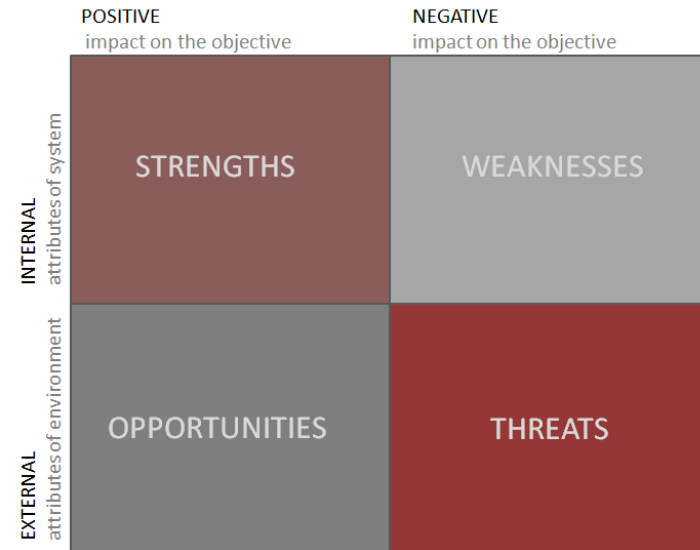 POSITIVE
impact on the objective
NEGATIVE
impact on the objective
INTERNAL
attributes of system
STRENGTHS
WEAKNESSES
EXTERNAL
attributes of environment
OPPORTUNITIES
THREATS